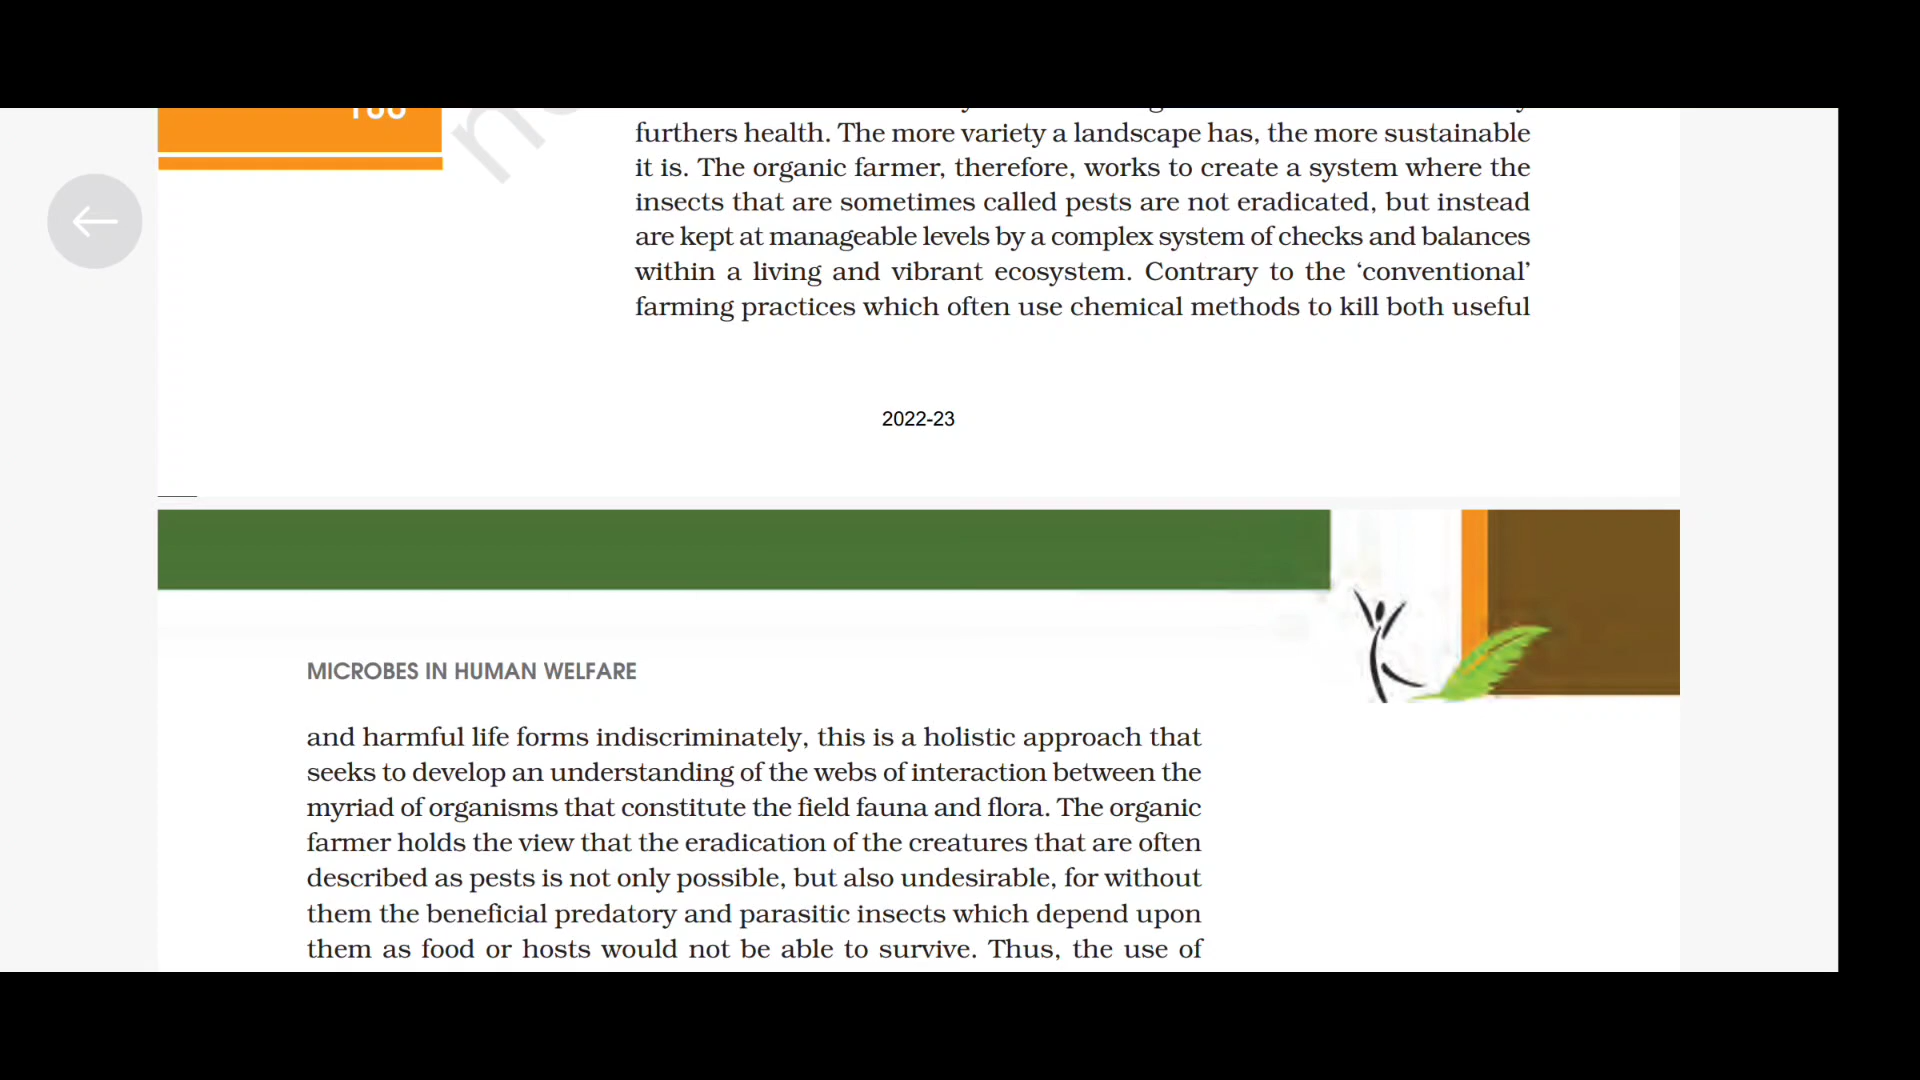 furthers health. The more variety a landscape has, the more sustainable
it is. The organic farmer, therefore, works to create a system where the
insects that are sometimes called pests are not eradicated, but instead
are kept at manageable levels by a complex system of checks and balances
within a living and vibrant ecosystem. Contrary to the ‘conventional’
farming practices which often use chemical methods to kill both useful
2022-23
MICROBES IN HUMAN WELFARE
and harmful life forms indiscriminately, this is a holistic approach that
seeks to develop an understanding of the webs of interaction between the
myriad of organisms that constitute the field fauna and flora. The organic
farmer holds the view that the eradication of the creatures that are often
described as pests is not only possible, but also undesirable, for without
them the beneficial predatory and parasitic insects which depend upon
them as food or hosts would not be able to survive. Thus, the use of